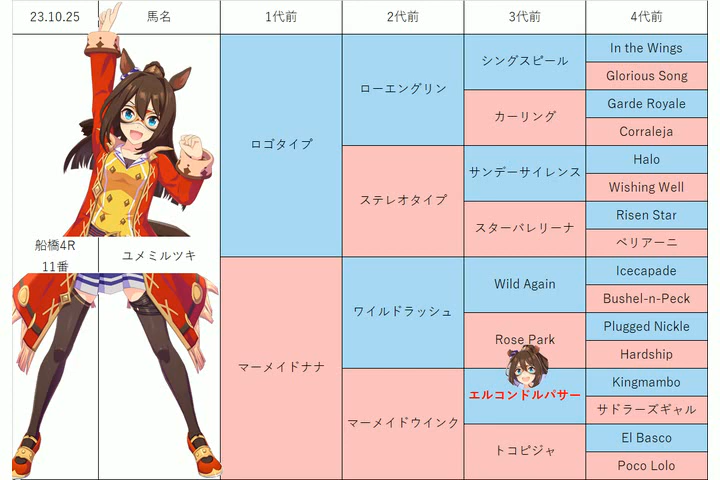 23.10.25 馬名 1代前 2代前 3代前 4代前
船橋4R
11番
ユメミルツキ
ロゴタイプ
ローエングリン
シングスピール
In the Wings
Glorious Song
カーリング
Garde Royale
Corraleja
ステレオタイプ
サンデーサイレンス
Halo
Wishing Well
スターバレリーナ
Risen Star
ベリアーニ
マーメイドナナ
ワイルドラッシュ
Wild Again
Icecapade
Bushel-n-Peck
Rose Park
Plugged Nickle
Hardship
マーメイドウインク
エルコンドルパサー
Kingmambo
サドラーズギャル
トコピジャ
El Basco
Poco Lolo